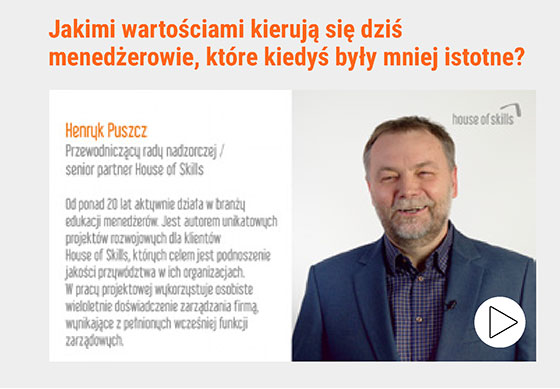 Jakimi wartościami kierują się dziś
menedżerowie, które kiedyś były mniej istotne?
house of skills
Henryk Puszcz
Przewodniczący rady nadzorczej /
senior partner House of Skills
Od ponad 20 lat aktywnie działa w branży
edukacji menedżerów. Jest autorem unikatowych
projektów rozwojowych dla klientów
House of Skills, których celem jest podnoszenie
jakości przywództwa w ich organizacjach.
W pracy projektowej wykorzystuje osobiste
wieloletnie doświadczenie zarządzania firmą,
wynikające z pełnionych wcześniej funkcji
zarządowych.